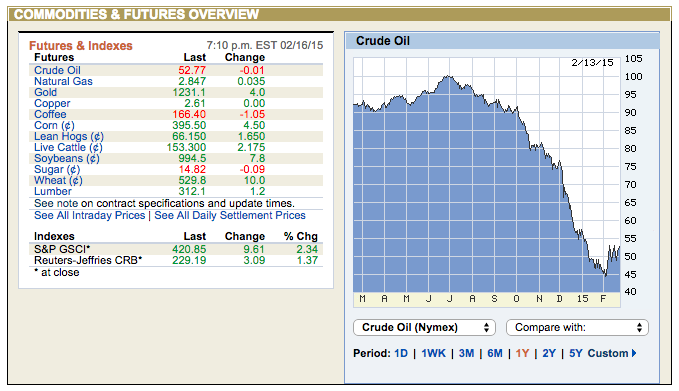 COMMODITIES & FUTURES OVERVIEW
Futures & Indexes 7:10 p.m. EST 02/16/15
Futures Last Change
Crude Oil 52.77 -0.01
Natural Gas 2.847 0.035
Gold 1231.1 4.0
Copper 2.61 0.00
Coffee 166.40 -1.05
Corn (¢) 395.50 4.50
Lean Hogs (¢) 66.150 1.650
Live Cattle (¢) 153.300 2.175
Soybeans (¢) 994.5 7.8
Sugar (¢) 14.82 -0.09
Wheat (¢) 529.8 10.0
Lumber 312.1 1.2
See note on contract specifications and update times.
See All Intraday Prices | See All Daily Settlement Prices
Indexes Last Change % Chg
S&P GSCI* 420.85 9.61 2.34
Reuters-Jeffries CRB* 229.19 3.09 1.37
* at close
Crude Oil
2/13/15
105
100
95
90
85
80
75
70
65
60
55
50
45
40
M A M J J A S O N D 15 F
Crude Oil (Nymex) Compare with:
Period: 1D | 1WK | 3M | 6M | 1Y | 2Y | 5Y Custom